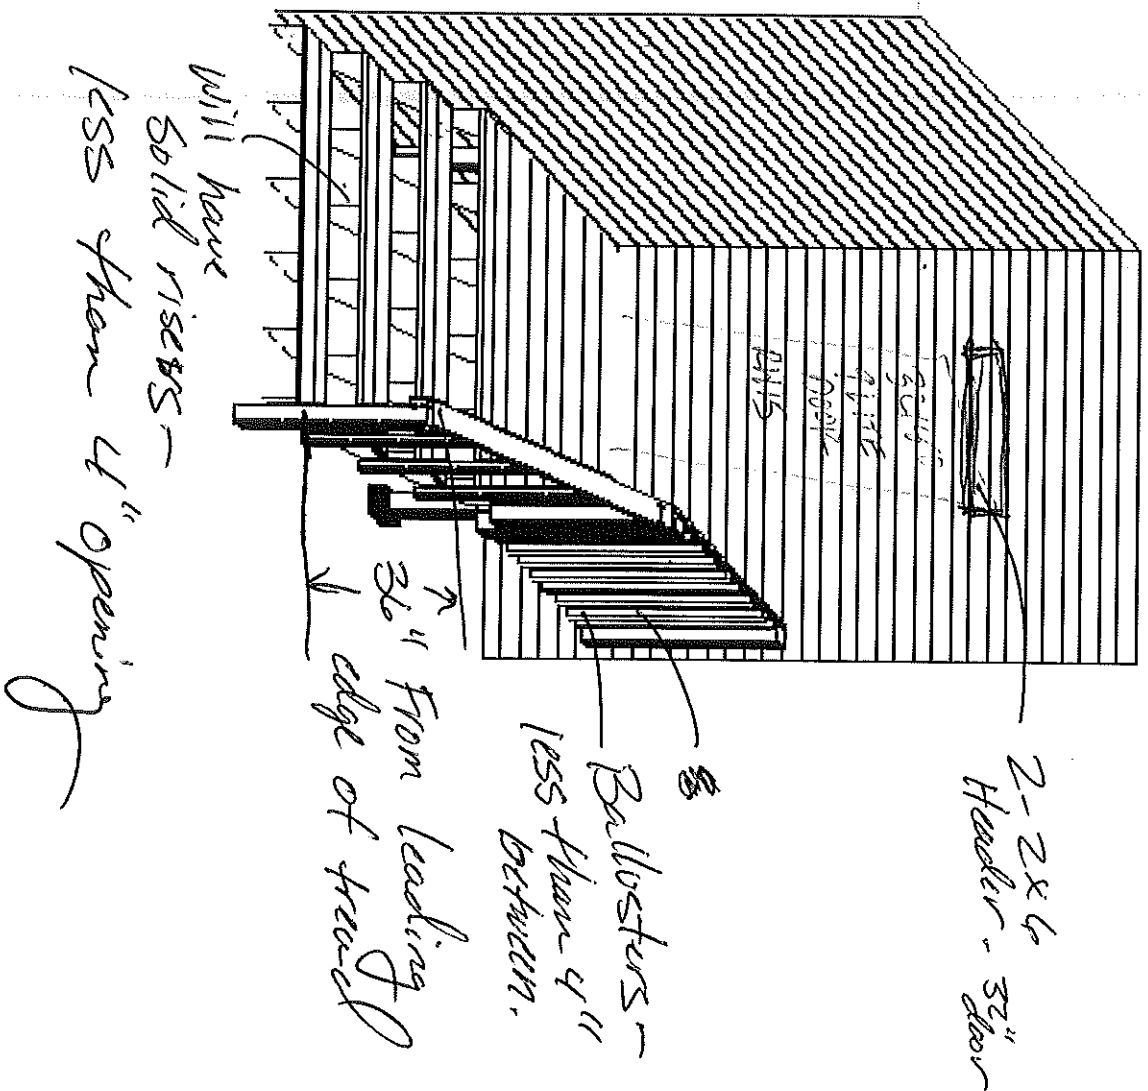 2-2x6
Header - 32"
door
Ballusters -
less than 4"
between.
36" From leading
edge of tread
Will have
Solid risers -
less than 4" opening